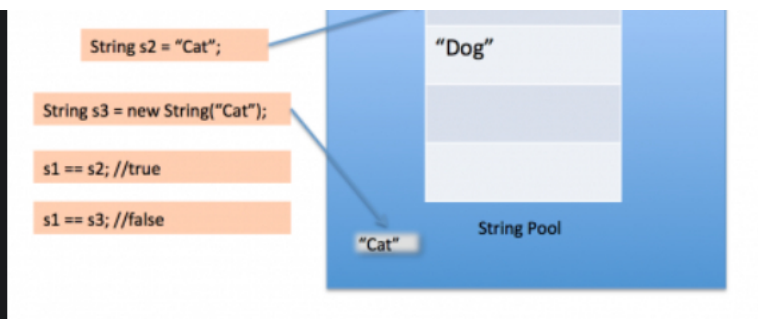 String s2 = “Cat”;
“Dog”
String s3 = new String(“Cat”);
s1 == s2; //true
s1 == s3; //false
String Pool
“Cat”